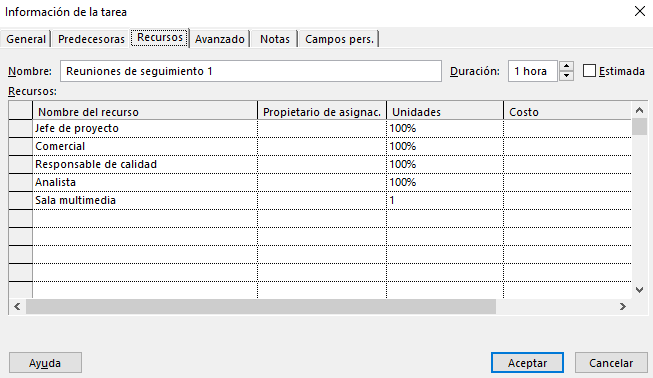 Información de la tarea
General Predecesoras Recursos Avanzado Notas Campos pers.
Nombre: Reuniones de seguimiento 1 Duración: 1 hora Estimada
Recursos:
Nombre del recurso Propietario de asignac. Unidades Costo
Jefe de proyecto 100%
Comercial 100%
Responsable de calidad 100%
Analista 100%
Sala multimedia 1
Ayuda Aceptar Cancelar